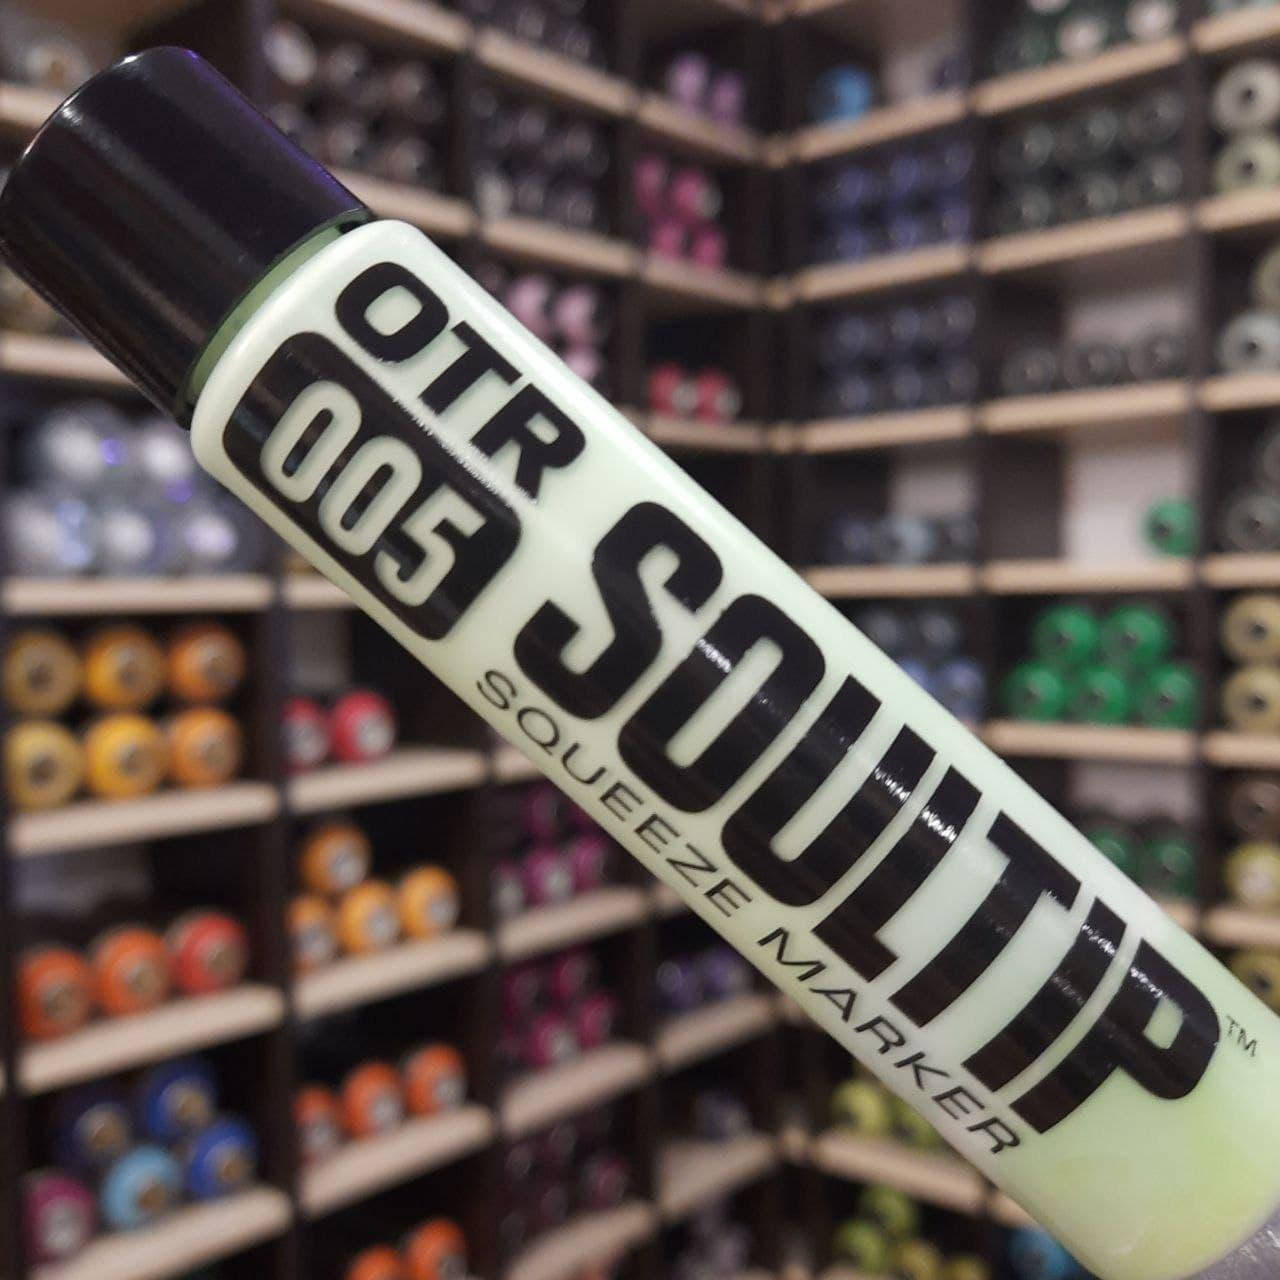 OTR
005
SOULTIP™
SQUEEZE MARKER